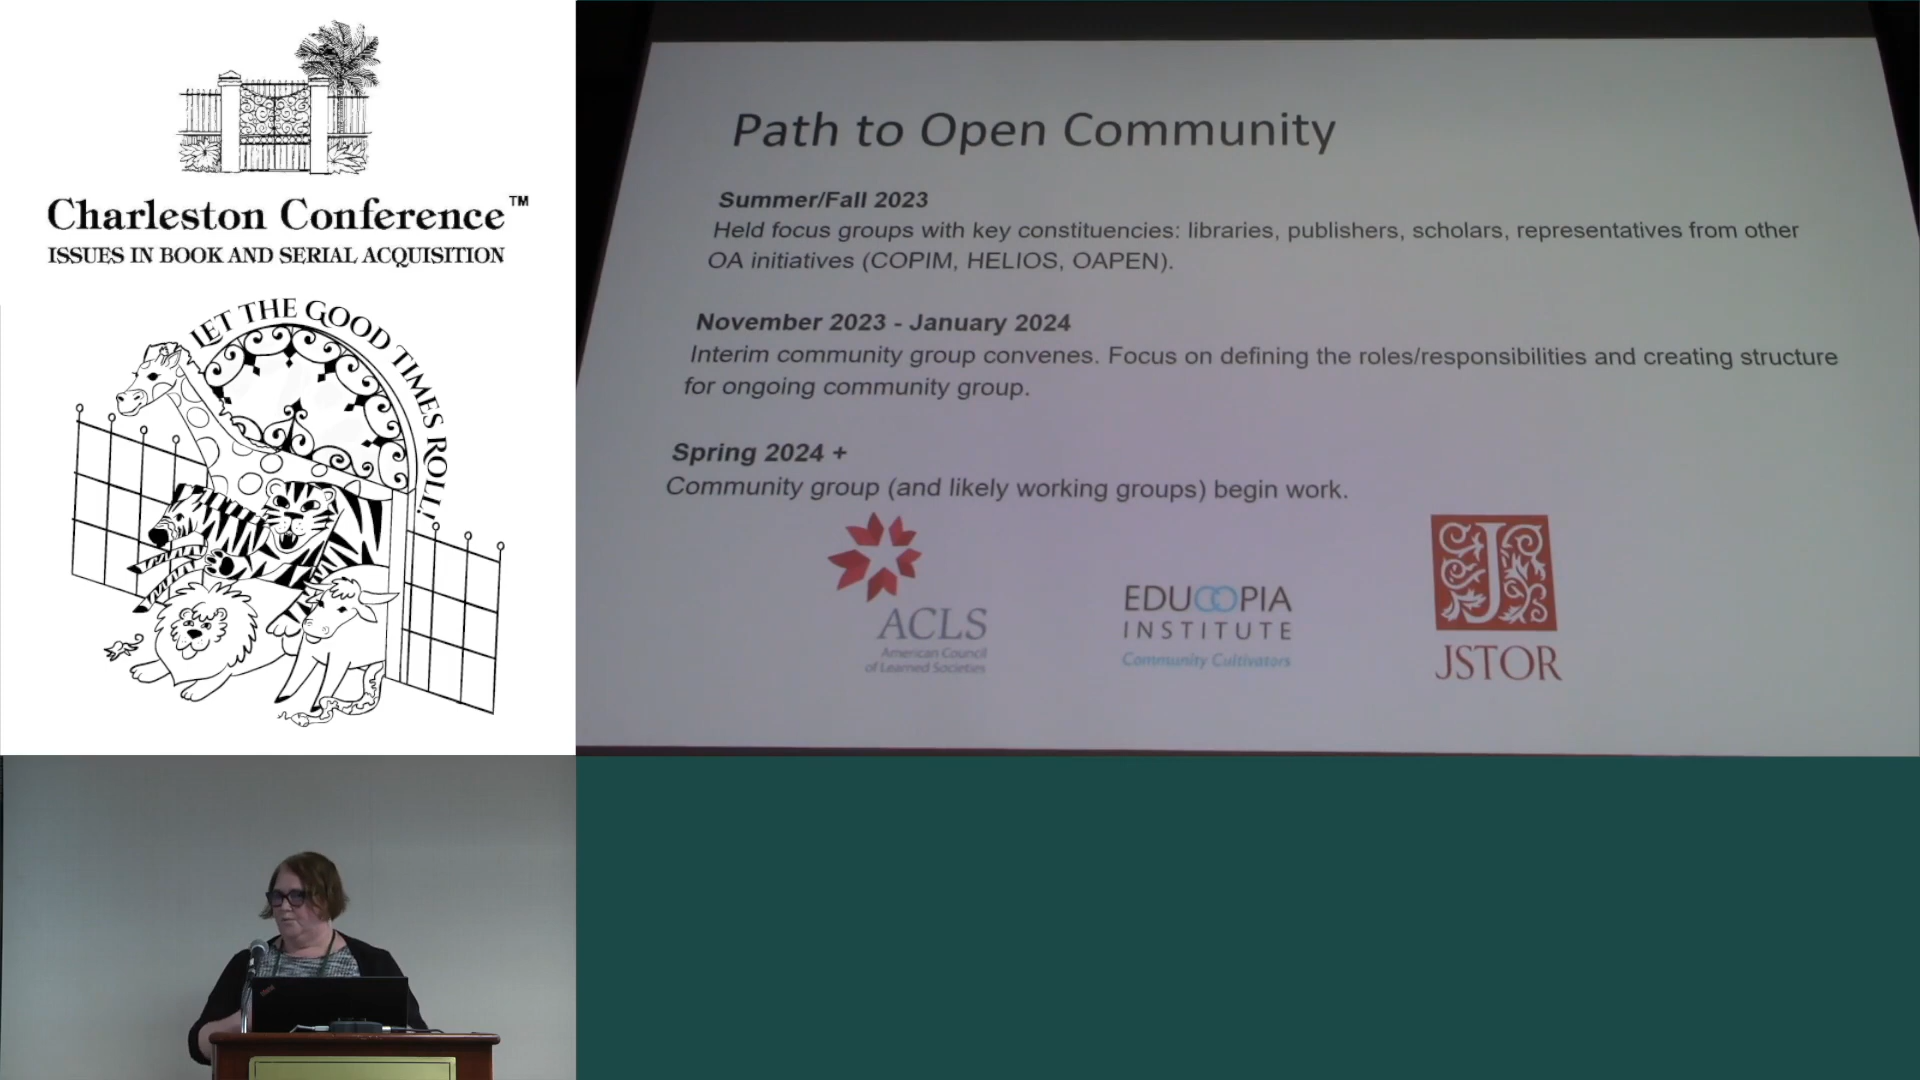 Charleston Conference™
ISSUES IN BOOK AND SERIAL ACQUISITION
LET THE GOOD TIMES ROLL!
Path to Open Community
Summer/Fall 2023
Held focus groups with key constituencies: libraries, publishers, scholars, representatives from other
OA initiatives (COPIM, HELIOS, OAPEN).
November 2023 - January 2024
Interim community group convenes. Focus on defining the roles/responsibilities and creating structure
for ongoing community group.
Spring 2024 +
Community group (and likely working groups) begin work.
ACLS
American Council
of Learned Societies
EDUCOPIA
INSTITUTE
Community Cultivators
J
JSTOR